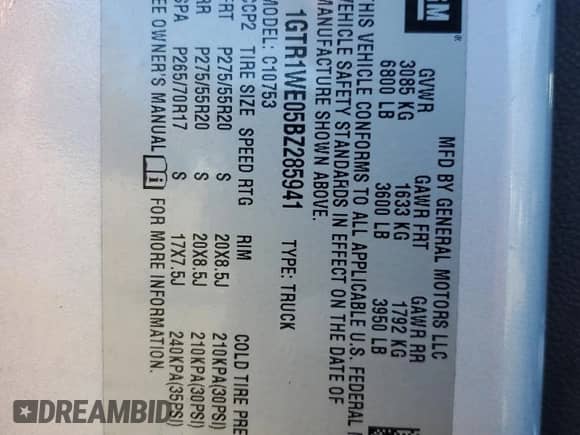 GM ®
MFD BY GENERAL MOTORS LLC
GVWR GAWR FRT GAWR RR
3085 KG 1633 KG 1792 KG
6800 LB 3600 LB 3950 LB
THIS VEHICLE CONFORMS TO ALL APPLICABLE U.S. FEDERAL
VEHICLE SAFETY STANDARDS IN EFFECT ON THE DATE OF
MANUFACTURE SHOWN ABOVE.
1GTR1WE05BZ285941 TYPE: TRUCK
MODEL: C10753
CP2 TIRE SIZE SPEED RTG RIM COLD TIRE PRE
FRT P275/55R20 S 20X8.5J 210KPA(30PSI)
RR P275/55R20 S 20X8.5J 210KPA(30PSI)
SPA P265/70R17 S 17X7.5J 240KPA(35PSI)
EE OWNER'S MANUAL i FOR MORE INFORMATION.
DREAMBID